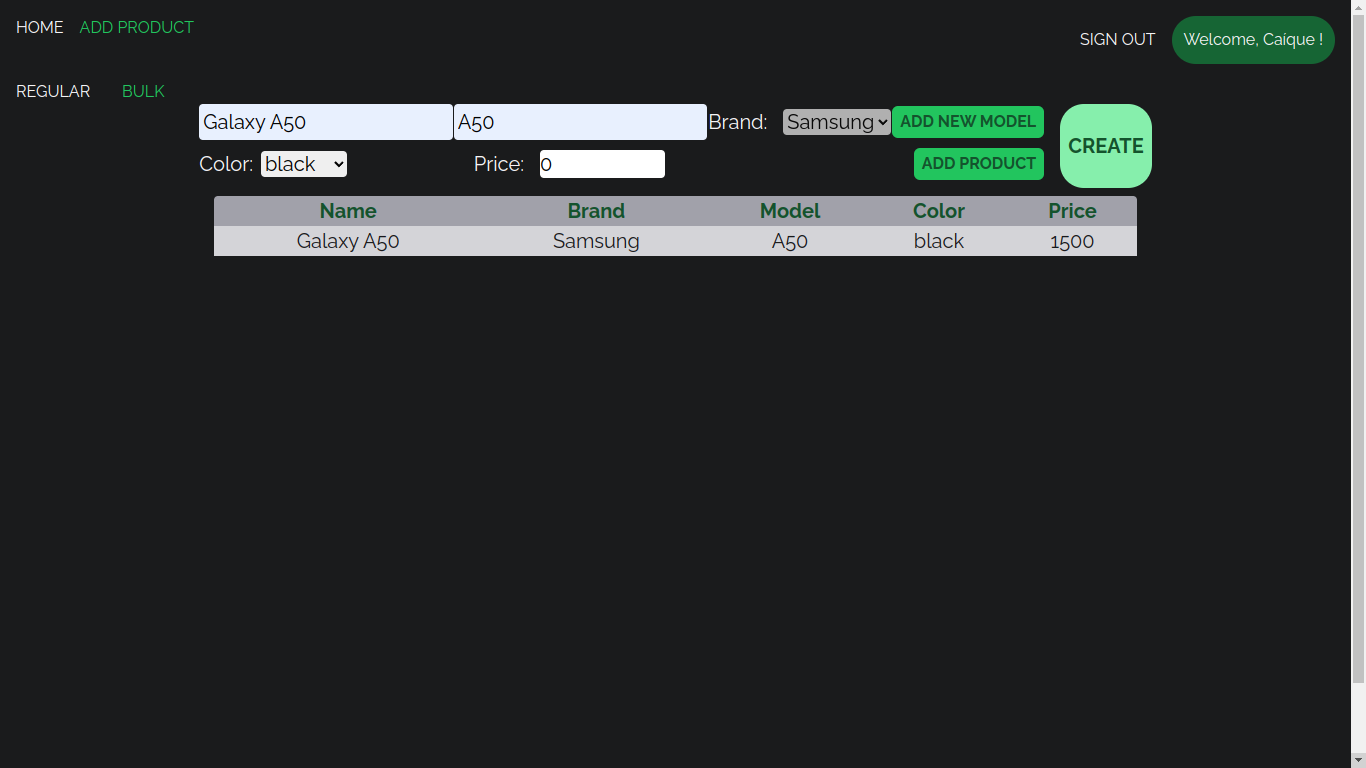 HOME ADD PRODUCT SIGN OUT Welcome, Caíque !
REGULAR BULK
Galaxy A50 A50 Brand: Samsung ADD NEW MODEL CREATE
Color: black Price: 0 ADD PRODUCT
Name Brand Model Color Price
Galaxy A50 Samsung A50 black 1500